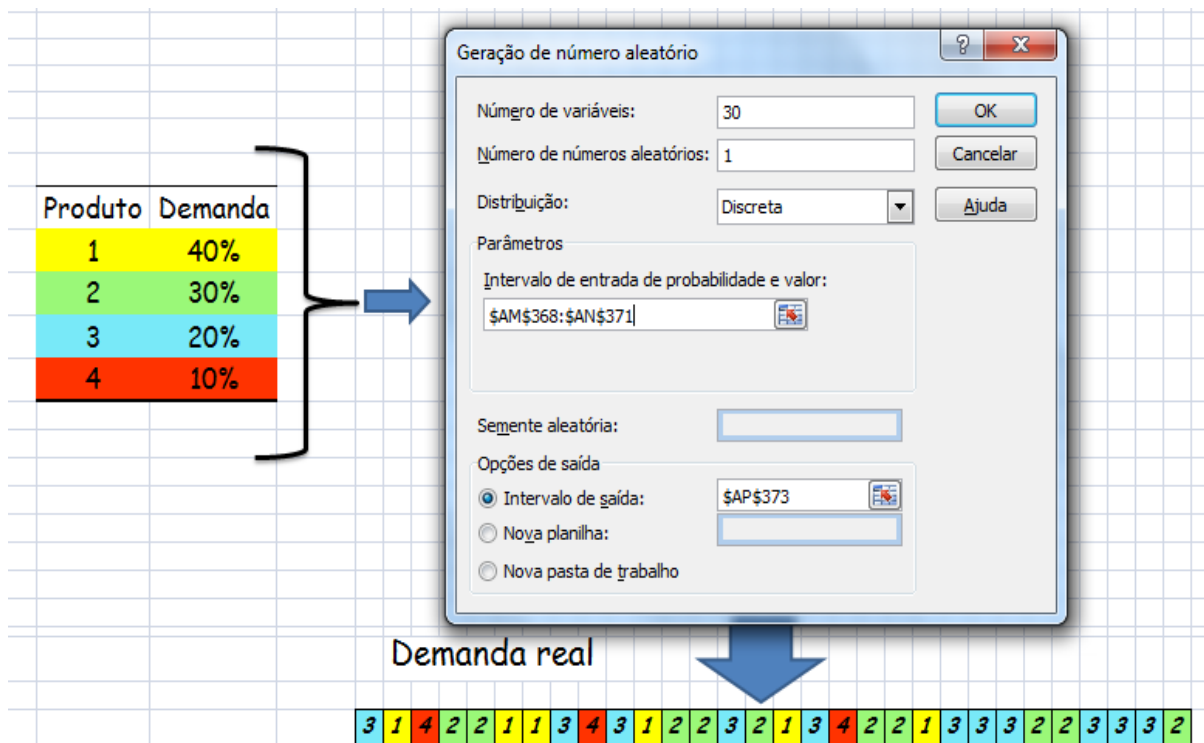 Geração de número aleatório
Número de variáveis: 30 OK
Número de números aleatórios: 1 Cancelar
Distribuição: Discreta Ajuda
Parâmetros
Intervalo de entrada de probabilidade e valor:
$AM$368:$AN$371
Semente aleatória:
Opções de saída
Intervalo de saída: $AP$373
Nova planilha:
Nova pasta de trabalho
Produto Demanda
1 40%
2 30%
3 20%
4 10%
Demanda real
3 1 4 2 2 1 1 3 4 3 1 2 2 3 2 1 3 4 2 2 1 3 3 3 2 2 3 3 3 2